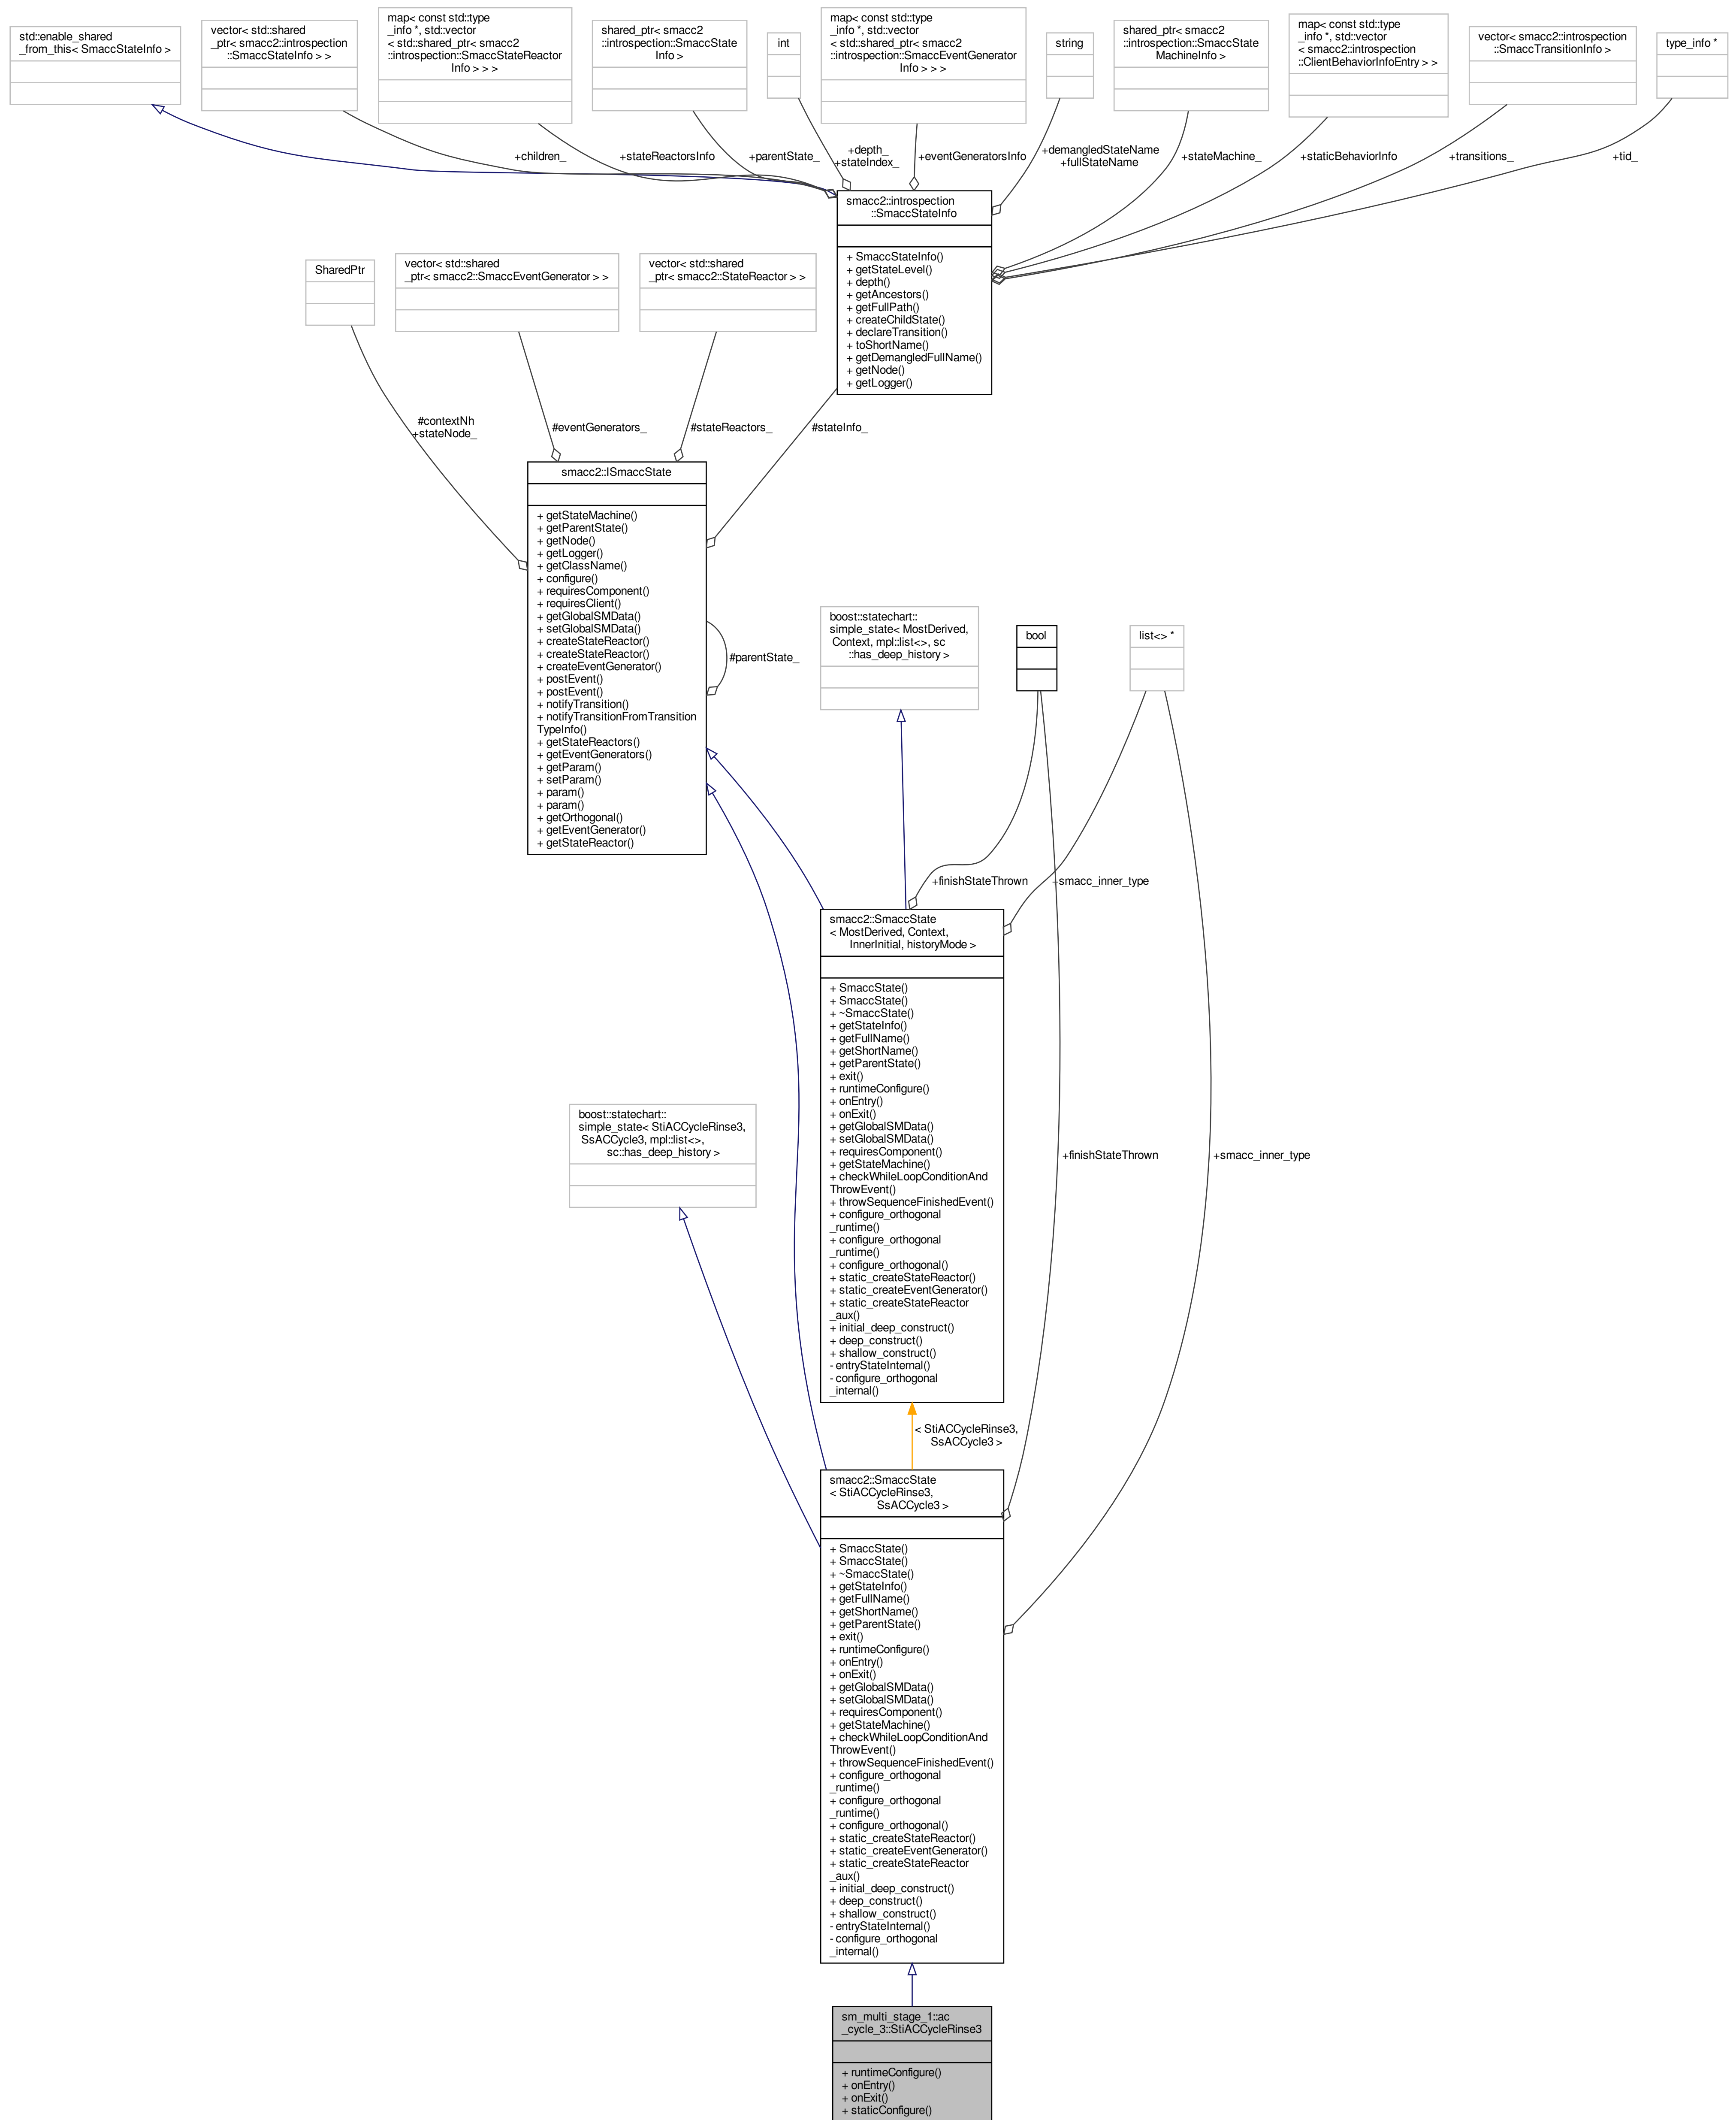 std::enable_shared
_from_this< SmaccStateInfo >
vector< std::shared
_ptr< smacc2::introspection
::SmaccStateInfo > >
map< const std::type
_info *, std::vector
< std::shared_ptr< smacc2
::introspection::SmaccStateReactor
Info > > >
shared_ptr< smacc2
::introspection::SmaccState
Info >
int
map< const std::type
_info *, std::vector
< std::shared_ptr< smacc2
::introspection::SmaccEventGenerator
Info > > >
string
shared_ptr< smacc2
::introspection::SmaccState
MachineInfo >
map< const std::type
_info *, std::vector
< smacc2::introspection
::ClientBehaviorInfoEntry > >
vector< smacc2::introspection
::SmaccTransitionInfo >
type_info *
+children_
+stateReactorsInfo
+parentState_
+depth_
+stateIndex_
+eventGeneratorsInfo
+demangledStateName
+fullStateName
+stateMachine_
+staticBehaviorInfo
+transitions_
+tid_
smacc2::introspection
::SmaccStateInfo
+ SmaccStateInfo()
+ getStateLevel()
+ depth()
+ getAncestors()
+ getFullPath()
+ createChildState()
+ declareTransition()
+ toShortName()
+ getDemangledFullName()
+ getNode()
+ getLogger()
SharedPtr
vector< std::shared
_ptr< smacc2::SmaccEventGenerator > >
vector< std::shared
_ptr< smacc2::StateReactor > >
#contextNh
+stateNode_
#eventGenerators_
#stateReactors_
#stateInfo_
smacc2::ISmaccState
+ getStateMachine()
+ getParentState()
+ getNode()
+ getLogger()
+ getClassName()
+ configure()
+ requiresComponent()
+ requiresClient()
+ getGlobalSMData()
+ setGlobalSMData()
+ createStateReactor()
+ createStateReactor()
+ createEventGenerator()
+ postEvent()
+ postEvent()
+ notifyTransition()
+ notifyTransitionFromTransition
TypeInfo()
+ getStateReactors()
+ getEventGenerators()
+ getParam()
+ setParam()
+ param()
+ param()
+ getOrthogonal()
+ getEventGenerator()
+ getStateReactor()
#parentState_
boost::statechart::
simple_state< MostDerived,
Context, mpl::list<>, sc
::has_deep_history >
bool
list<> *
+finishStateThrown
+smacc_inner_type
smacc2::SmaccState
< MostDerived, Context,
InnerInitial, historyMode >
+ SmaccState()
+ SmaccState()
+ ~SmaccState()
+ getStateInfo()
+ getFullName()
+ getShortName()
+ getParentState()
+ exit()
+ runtimeConfigure()
+ onEntry()
+ onExit()
+ getGlobalSMData()
+ setGlobalSMData()
+ requiresComponent()
+ getStateMachine()
+ checkWhileLoopConditionAnd
ThrowEvent()
+ throwSequenceFinishedEvent()
+ configure_orthogonal
_runtime()
+ configure_orthogonal
_runtime()
+ configure_orthogonal()
+ static_createStateReactor()
+ static_createEventGenerator()
+ static_createStateReactor
_aux()
+ initial_deep_construct()
+ deep_construct()
+ shallow_construct()
- entryStateInternal()
- configure_orthogonal
_internal()
boost::statechart::
simple_state< StiACCycleRinse3,
SsACCycle3, mpl::list<>,
sc::has_deep_history >
+finishStateThrown
+smacc_inner_type
< StiACCycleRinse3,
SsACCycle3 >
smacc2::SmaccState
< StiACCycleRinse3,
SsACCycle3 >
+ SmaccState()
+ SmaccState()
+ ~SmaccState()
+ getStateInfo()
+ getFullName()
+ getShortName()
+ getParentState()
+ exit()
+ runtimeConfigure()
+ onEntry()
+ onExit()
+ getGlobalSMData()
+ setGlobalSMData()
+ requiresComponent()
+ getStateMachine()
+ checkWhileLoopConditionAnd
ThrowEvent()
+ throwSequenceFinishedEvent()
+ configure_orthogonal
_runtime()
+ configure_orthogonal
_runtime()
+ configure_orthogonal()
+ static_createStateReactor()
+ static_createEventGenerator()
+ static_createStateReactor
_aux()
+ initial_deep_construct()
+ deep_construct()
+ shallow_construct()
- entryStateInternal()
- configure_orthogonal
_internal()
sm_multi_stage_1::ac
_cycle_3::StiACCycleRinse3
+ runtimeConfigure()
+ onEntry()
+ onExit()
+ staticConfigure()